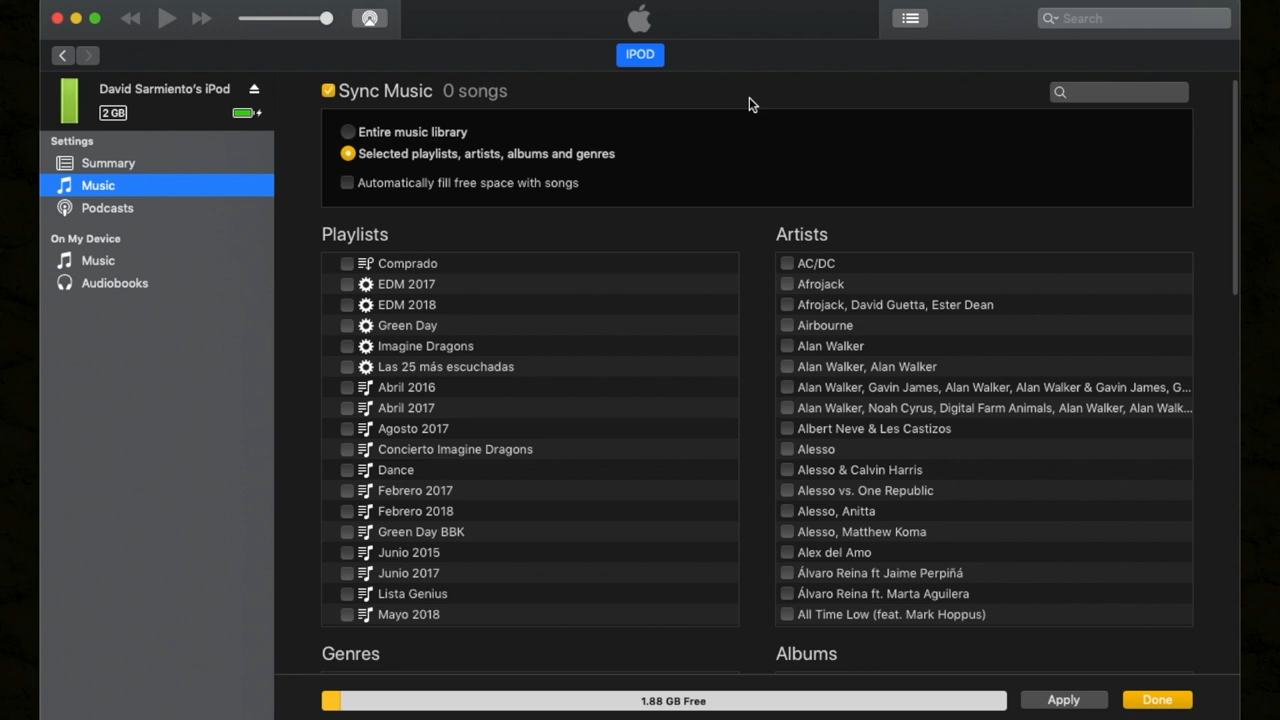 Search
IPOD
David Sarmiento's iPod
2 GB
Settings
Summary
Music
Podcasts
On My Device
Music
Audiobooks
Sync Music 0 songs
Entire music library
Selected playlists, artists, albums and genres
Automatically fill free space with songs
Playlists
Comprado
EDM 2017
EDM 2018
Green Day
Imagine Dragons
Las 25 más escuchadas
Abril 2016
Abril 2017
Agosto 2017
Concierto Imagine Dragons
Dance
Febrero 2017
Febrero 2018
Green Day BBK
Junio 2015
Junio 2017
Lista Genius
Mayo 2018
Artists
AC/DC
Afrojack
Afrojack, David Guetta, Ester Dean
Airbourne
Alan Walker
Alan Walker, Alan Walker
Alan Walker, Gavin James, Alan Walker, Alan Walker & Gavin James, G...
Alan Walker, Noah Cyrus, Digital Farm Animals, Alan Walker, Alan Walk...
Albert Neve & Les Castizos
Alesso
Alesso & Calvin Harris
Alesso vs. One Republic
Alesso, Anitta
Alesso, Matthew Koma
Alex del Amo
Álvaro Reina ft Jaime Perpiñá
Álvaro Reina ft. Marta Aguilera
All Time Low (feat. Mark Hoppus)
Genres
Albums
1.88 GB Free
Apply
Done